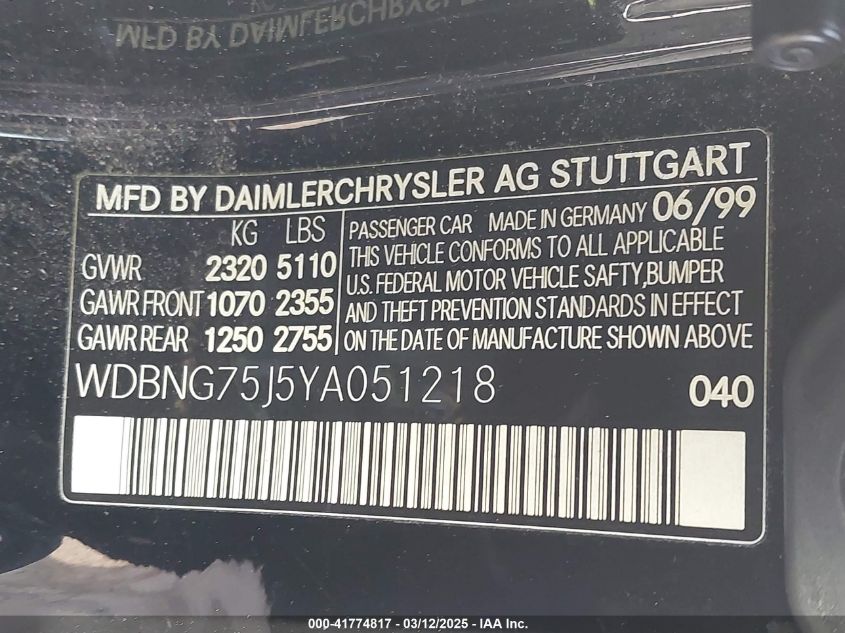 MFD BY DAIMLERCHRYSLE
MFD BY DAIMLERCHRYSLER AG STUTTGART
KG LBS
GVWR 2320 5110
GAWR FRONT 1070 2355
GAWR REAR 1250 2755
PASSENGER CAR MADE IN GERMANY 06/99
THIS VEHICLE CONFORMS TO ALL APPLICABLE
U.S. FEDERAL MOTOR VEHICLE SAFTY,BUMPER
AND THEFT PREVENTION STANDARDS IN EFFECT
ON THE DATE OF MANUFACTURE SHOWN ABOVE
WDBNG75J5YA051218 040
000-41774817 - 03/12/2025 - IAA Inc.